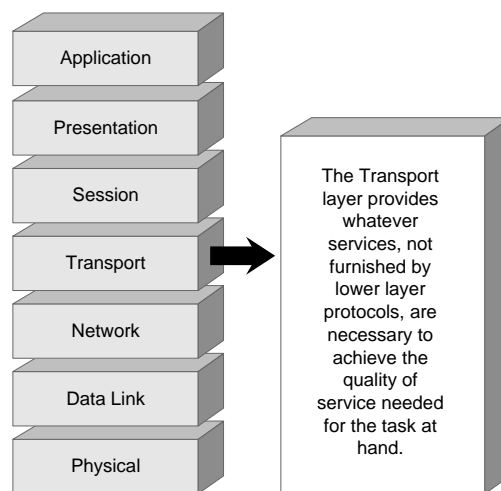 Application
Presentation
Session
Transport
Network
Data Link
Physical
The Transport
layer provides
whatever
services, not
furnished by
lower layer
protocols, are
necessary to
achieve the
quality of
service needed
for the task at
hand.